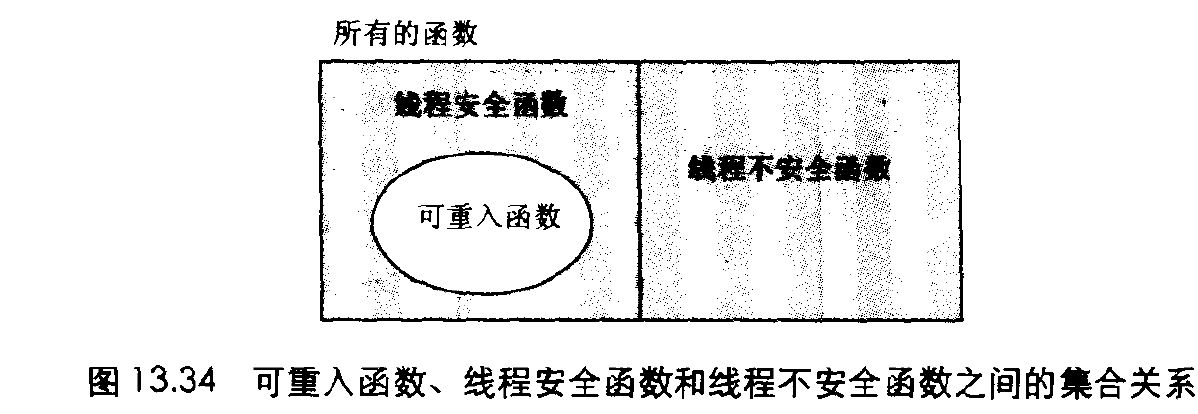 所有的函数
线程安全函数
线程不安全函数
可重入函数
图 13.34 可重入函数、线程安全函数和线程不安全函数之间的集合关系